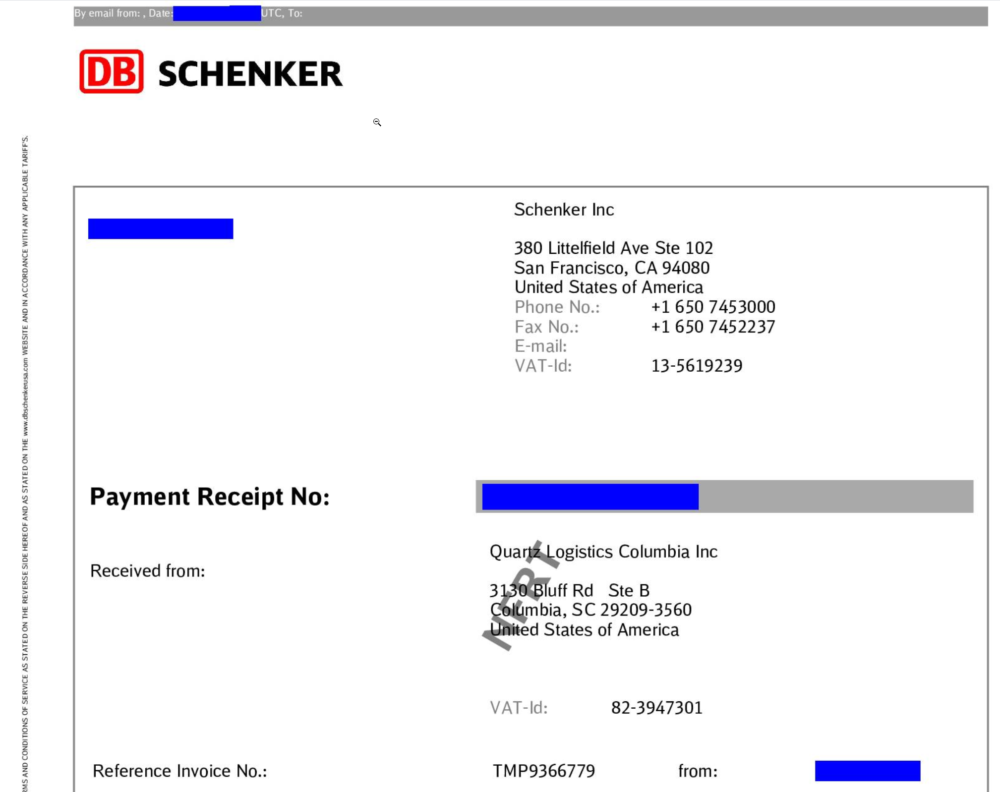 By email from: , Date: UTC, To:
DB SCHENKER
RMS AND CONDITIONS OF SERVICE AS STATED ON THE REVERSE SIDE HEREOF AND AS STATED ON THE www.dbschenkerusa.com WEBSITE AND IN ACCORDANCE WITH ANY APPLICABLE TARIFF'S.
Schenker Inc
380 Littelfield Ave Ste 102
San Francisco, CA 94080
United States of America
Phone No.: +1 650 7453000
Fax No.: +1 650 7452237
E-mail:
VAT-Id: 13-5619239
Payment Receipt No:
Received from:
Quartz Logistics Columbia Inc
3130 Bluff Rd Ste B
Columbia, SC 29209-3560
United States of America
NFRT
VAT-Id: 82-3947301
Reference Invoice No.: TMP9366779 from: